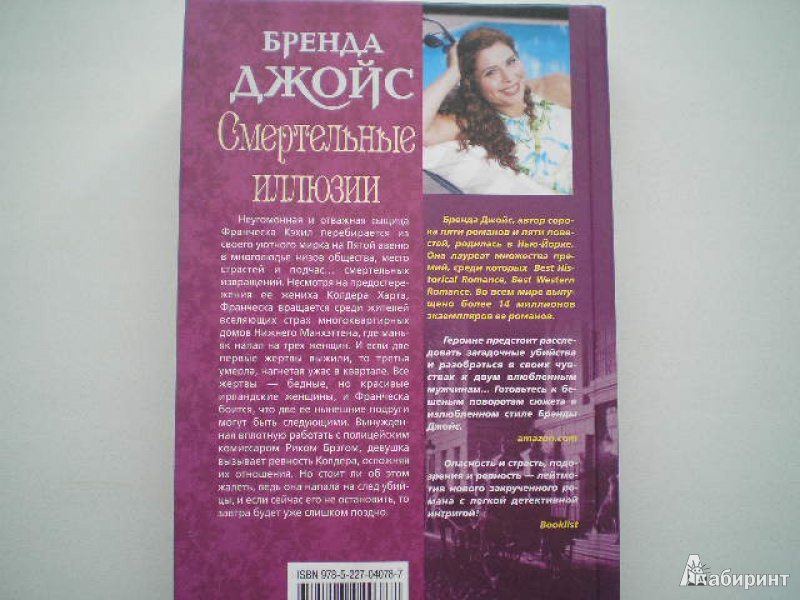 БРЕНДА
ДЖОЙС
Смертельные
иллюзии
Неугомонная и отважная сыщица
Франческа Кэхил перебирается из
своего уютного мирка на Пятой авеню
в многолюдье низов общества, место
страстей и подчас... смертельных
извращений. Несмотря на предосте-
режения ее жениха Колдера Харта,
Франческа вращается среди жителей
вселяющих страх многоквартирных
домов Нижнего Манхэттена, где мань-
як напал на трех женщин. И если две
первые жертвы выжили, то третья
умерла, нагнетая ужас в квартале. Все
жертвы — бедные, но красивые
ирландские женщины, и Франческа
боится, что две ее нынешние подруги
могут быть следующими. Вынужден-
ная вплотную работать с полицейским
комиссаром Риком Брэгом, девушка
вызывает ревность Колдера, осложняя
их отношения. Но стоит ли об этом
жалеть, ведь она напала на след убий-
цы, и если сейчас его не остановить, то
завтра будет уже слишком поздно.
Бренда Джойс, автор соро-
ка пяти романов и пяти пове-
стей, родилась в Нью-Йорке.
Она лауреат множества пре-
мий, среди которых Best His-
torical Romance, Best Western
Romance. Во всем мире выпу-
щено более 14 миллионов
экземпляров ее романов.
Героине предстоит рассле-
довать загадочные убийства
и разобраться в своих чув-
ствах к двум влюбленным
мужчинам... Готовьтесь к бе-
шеным поворотам сюжета в
излюбленном стиле Бренды
Джойс.
amazon.com
Опасность и страсть, подо-
зрения и ревность — лейтмо-
тив нового закрученного ро-
мана с легкой детективной
интригой!
Booklist
ISBN 978-5-227-04078-7
Лабиринт